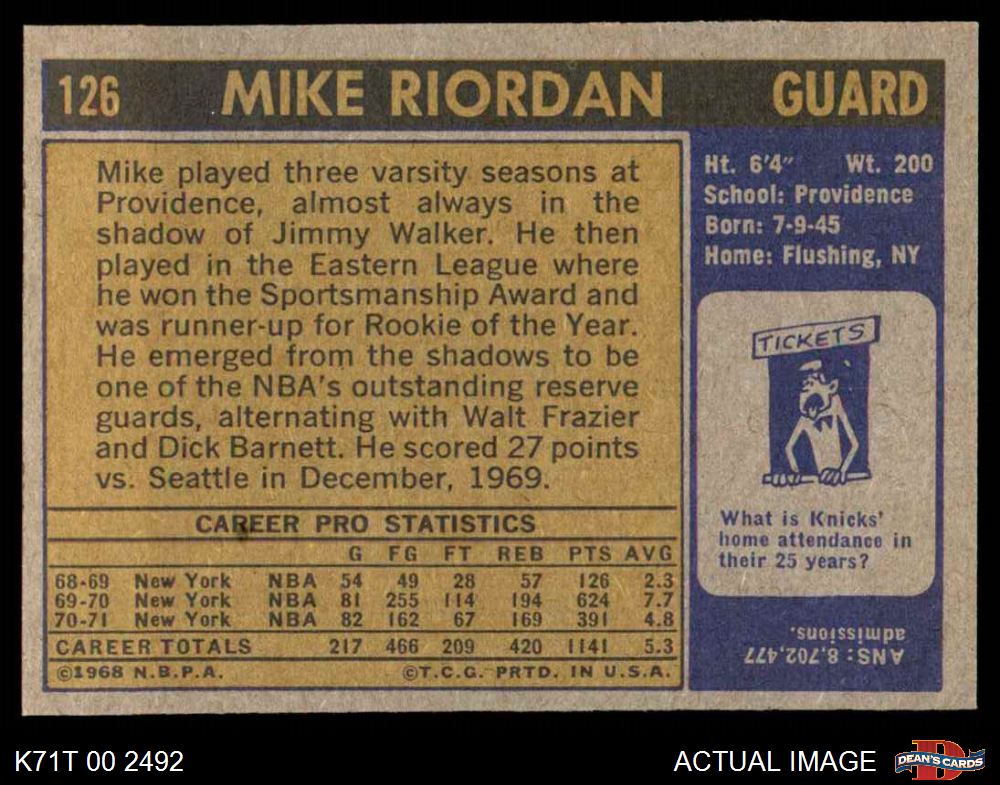 126 MIKE RIORDAN GUARD
Mike played three varsity seasons at
Providence, almost always in the
shadow of Jimmy Walker. He then
played in the Eastern League where
he won the Sportsmanship Award and
was runner-up for Rookie of the Year.
He emerged from the shadows to be
one of the NBA's outstanding reserve
guards, alternating with Walt Frazier
and Dick Barnett. He scored 27 points
vs. Seattle in December, 1969.
CAREER PRO STATISTICS
G FG FT REB PTS AVG
68-69 New York NBA 54 49 28 57 126 2.3
69-70 New York NBA 81 255 114 194 624 7.7
70-71 New York NBA 82 162 67 169 391 4.8
CAREER TOTALS 217 466 209 420 1141 5.3
©1968 N.B.P.A. ©T.C.G. PRTD. IN U.S.A.
Ht. 6'4" Wt. 200
School: Providence
Born: 7-9-45
Home: Flushing, NY
TICKETS
What is Knicks'
home attendance in
their 25 years?
ANS: 8,702,477
admissions.
K71T 00 2492 ACTUAL IMAGE DEAN'S CARDS